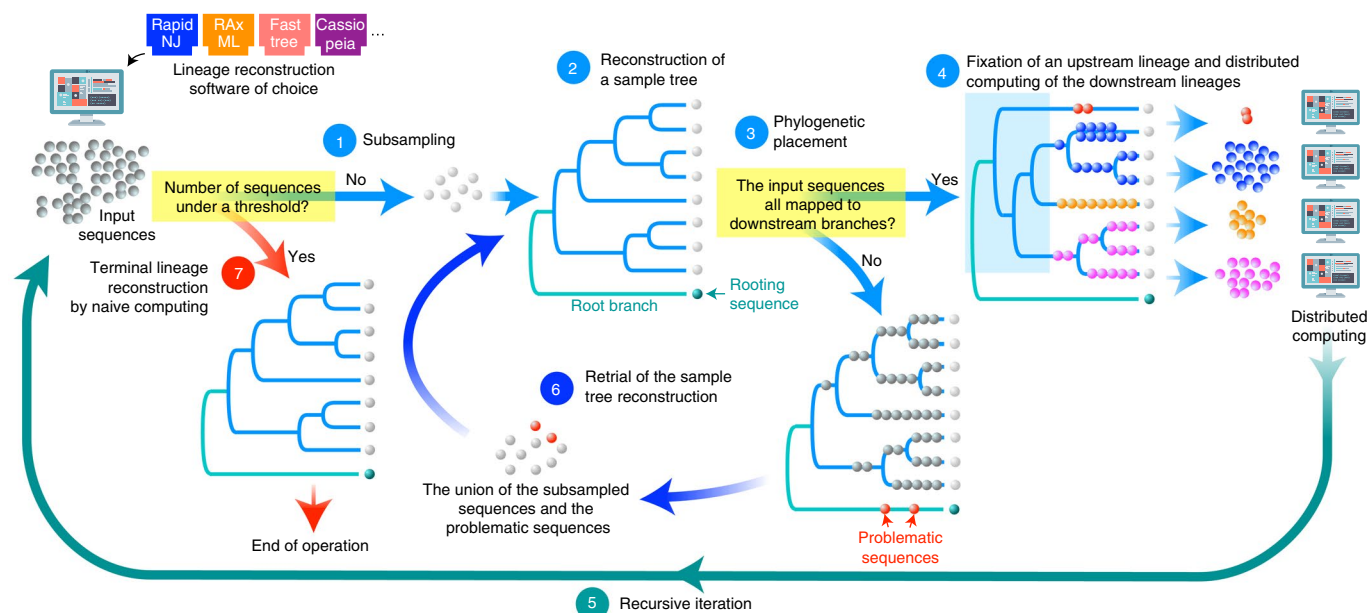 Rapid
NJ
RAx
ML
Fast
tree
Cassio
peia
...
Lineage reconstruction
software of choice
Input
sequences
1 Subsampling
Number of sequences
under a threshold?
No
Yes
7
Terminal lineage
reconstruction
by naive computing
End of operation
2
Reconstruction of
a sample tree
Root branch
Rooting
sequence
3
Phylogenetic
placement
The input sequences
all mapped to
downstream branches?
Yes
No
4
Fixation of an upstream lineage and distributed
computing of the downstream lineages
Distributed
computing
Problematic
sequences
6
Retrial of the sample
tree reconstruction
The union of the subsampled
sequences and the
problematic sequences
5 Recursive iteration